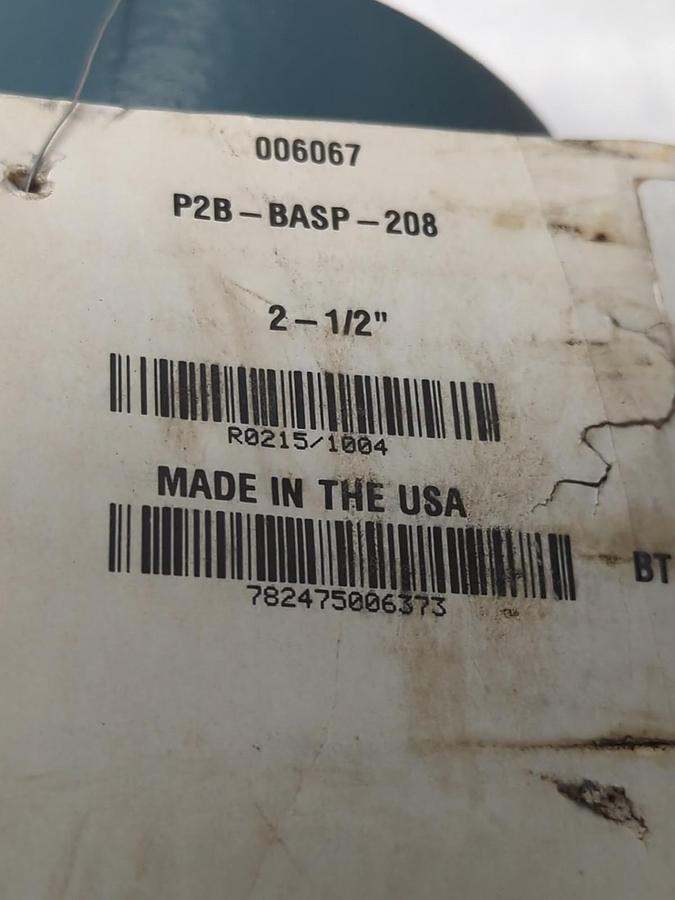 006067
P2B-BASP-208
2-1/2"
R0215/1004
MADE IN THE USA
782475006373
BT